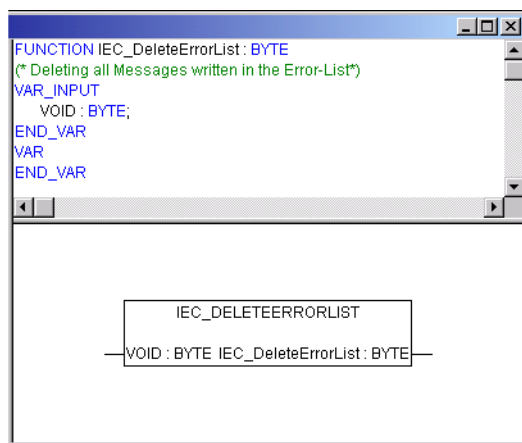 FUNCTION IEC_DeleteErrorList : BYTE
(* Deleting all Messages written in the Error-List*)
VAR_INPUT
VOID : BYTE;
END_VAR
VAR
END_VAR
IEC_DELETEERRORLIST
VOID : BYTE IEC_DeleteErrorList : BYTE